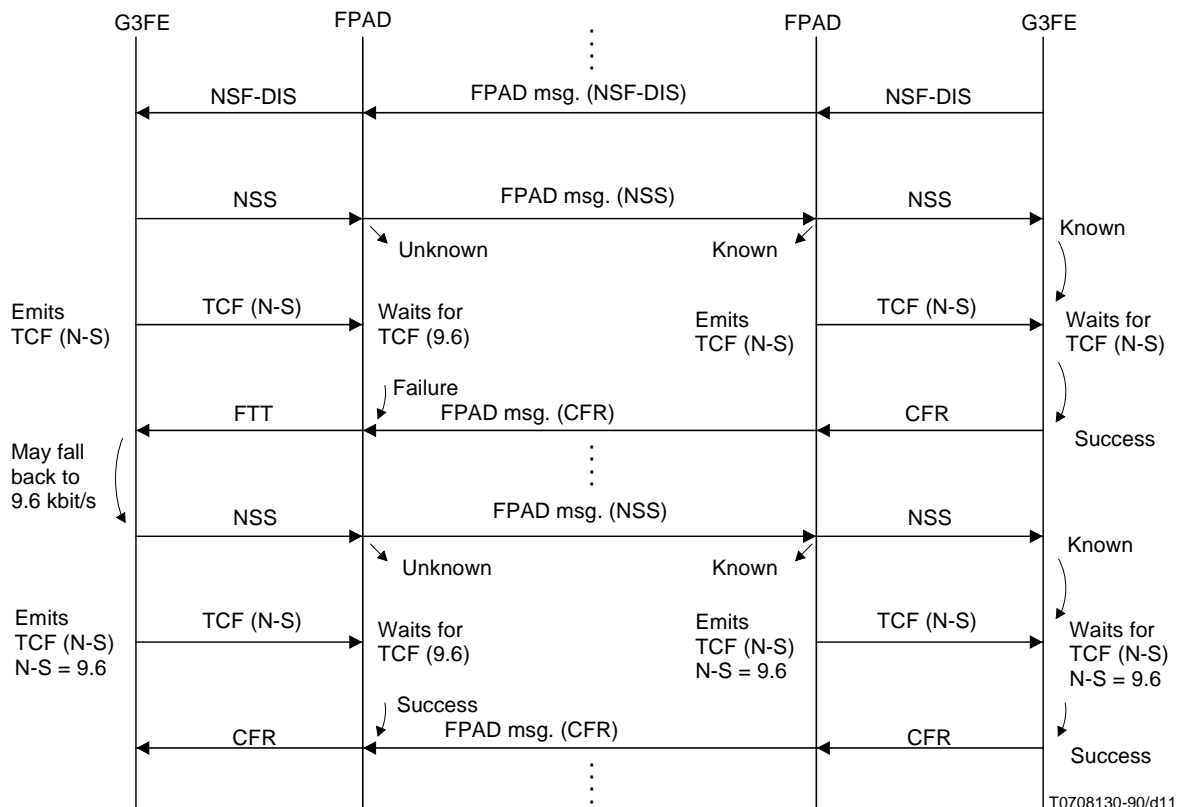 G3FE
FPAD
FPAD
G3FE
NSF-DIS
FPAD msg. (NSF-DIS)
NSF-DIS
NSS
FPAD msg. (NSS)
NSS
Unknown
Known
Known
Emits
TCF (N-S)
TCF (N-S)
Waits for
TCF (9.6)
Emits
TCF (N-S)
TCF (N-S)
Waits for
TCF (N-S)
Failure
FTT
FPAD msg. (CFR)
CFR
Success
May fall
back to
9.6 kbit/s
NSS
FPAD msg. (NSS)
NSS
Unknown
Known
Known
Emits
TCF (N-S)
N-S = 9.6
TCF (N-S)
Waits for
TCF (9.6)
Emits
TCF (N-S)
N-S = 9.6
TCF (N-S)
Waits for
TCF (N-S)
N-S = 9.6
Success
CFR
FPAD msg. (CFR)
CFR
Success
T0708130-90/d11